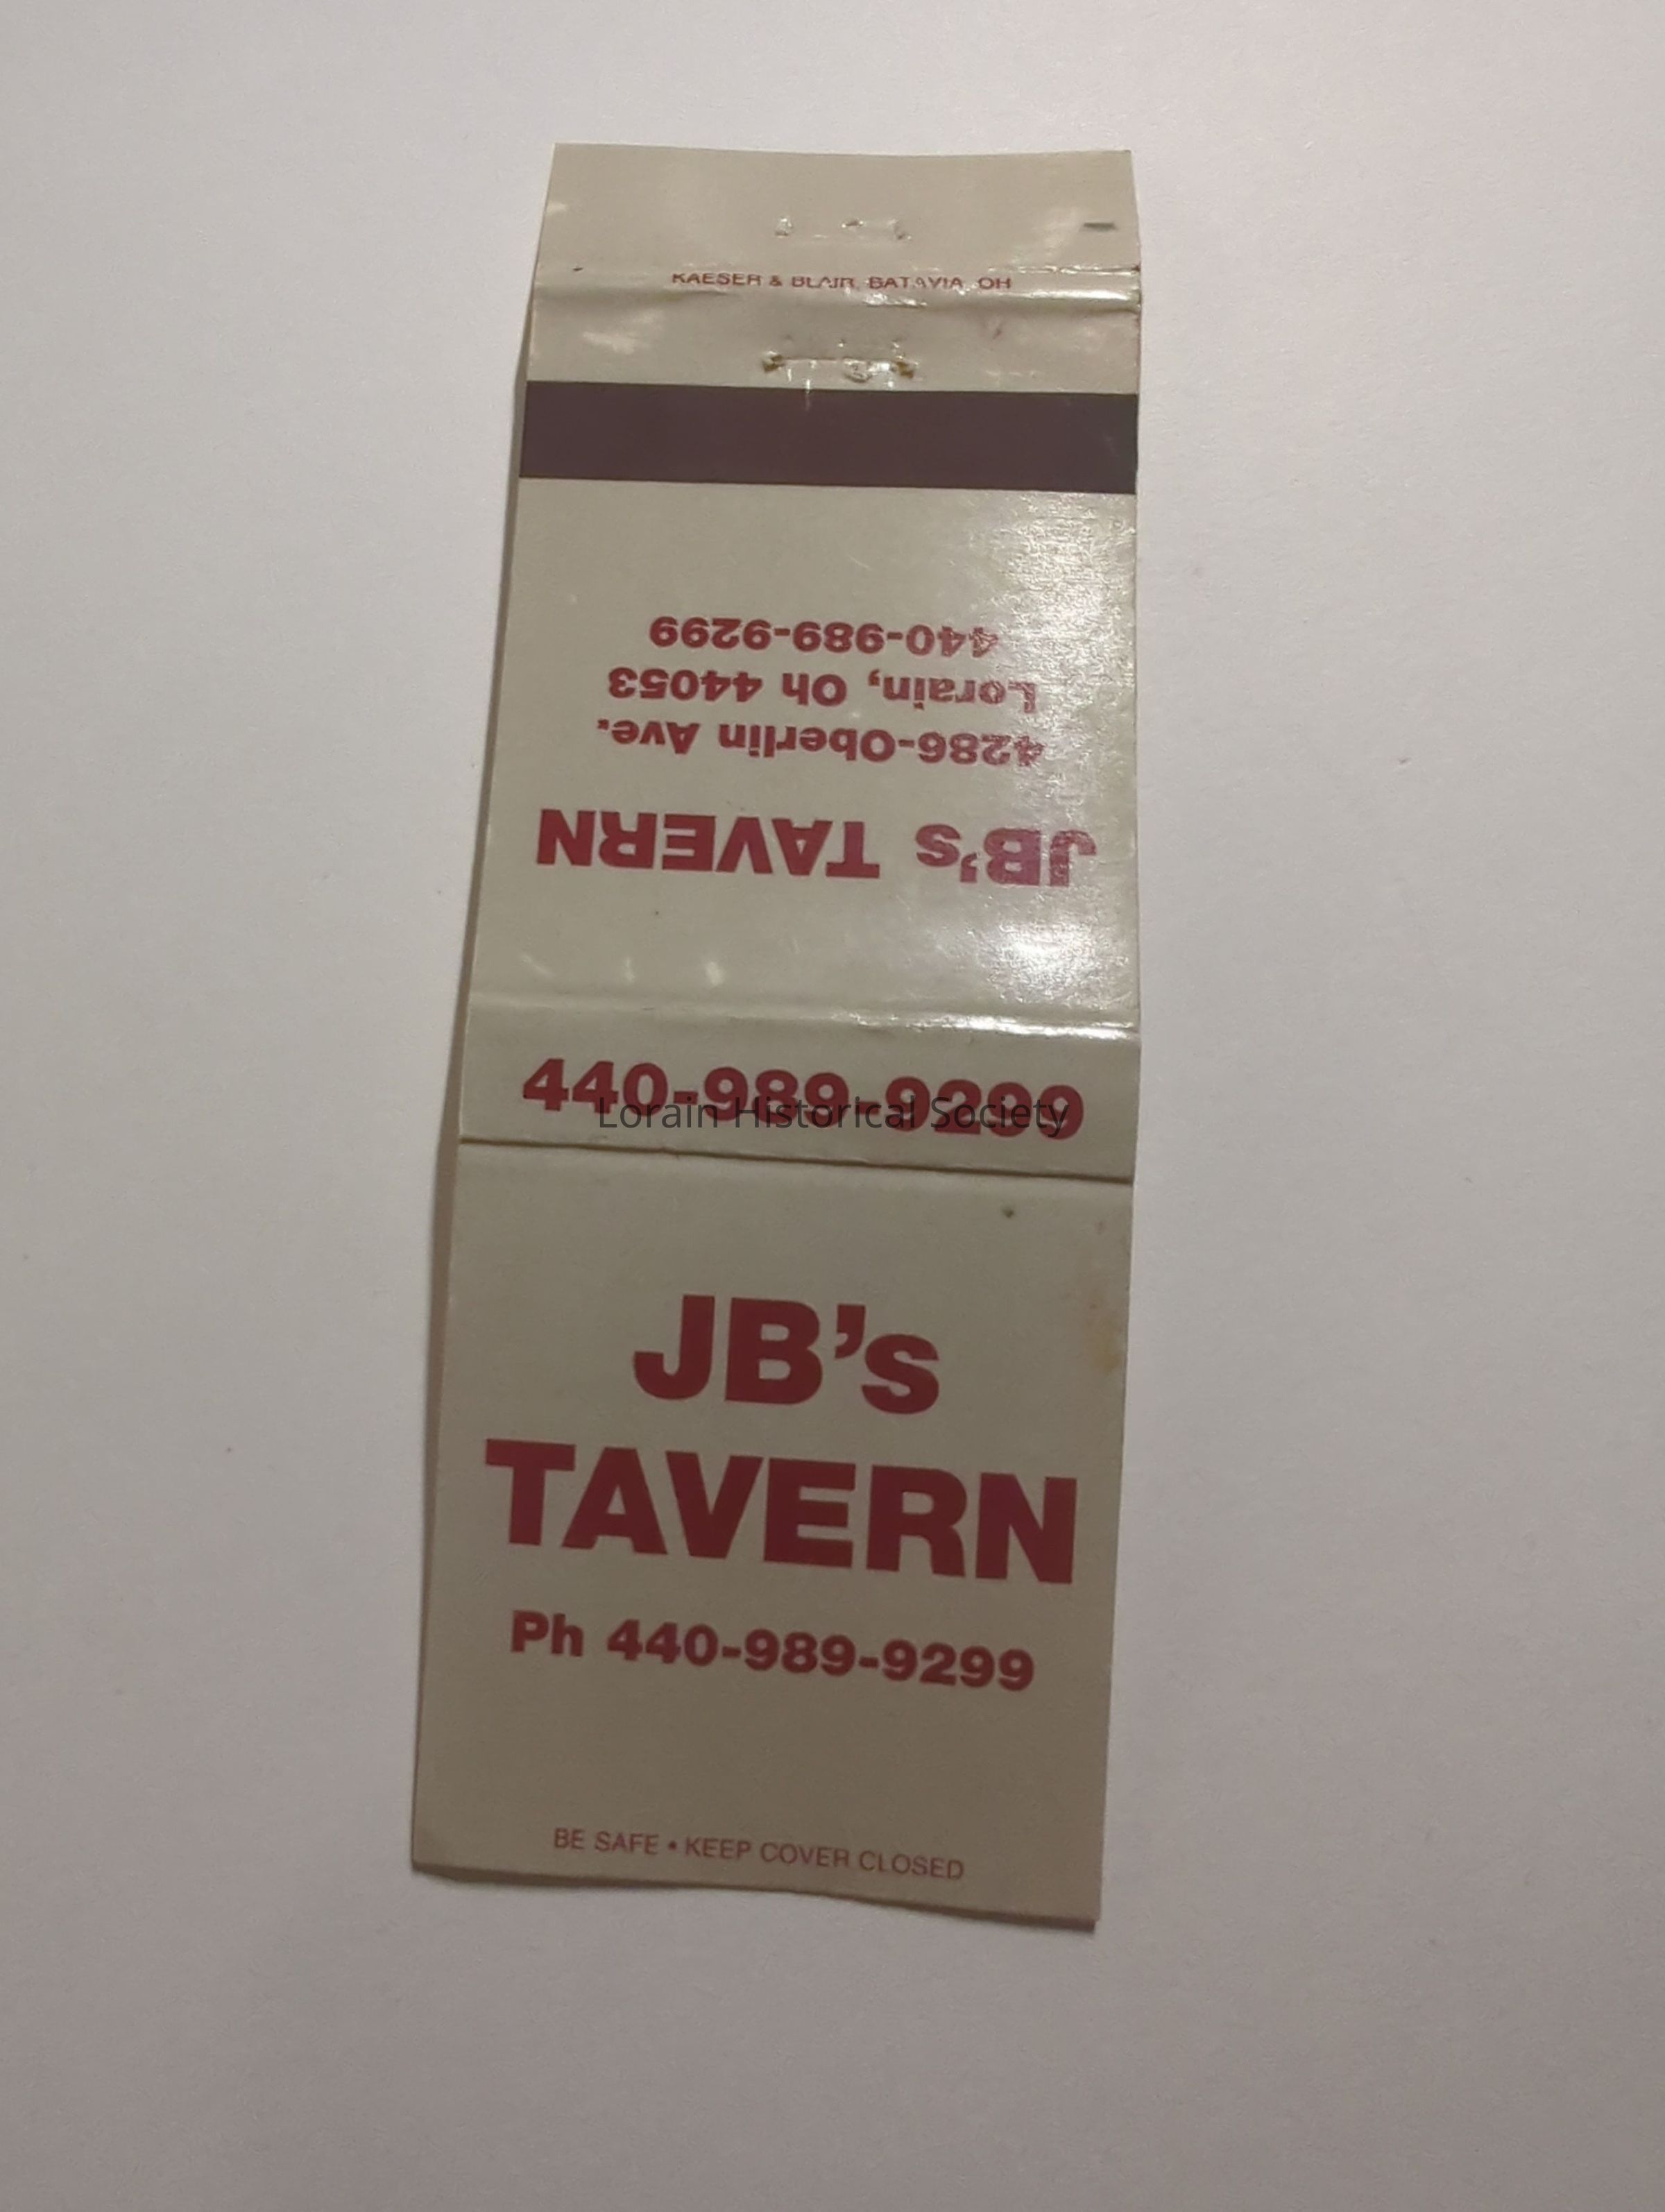 KAESER & BLAIR, BATAVIA, OH
JB's TAVERN
4286-Oberlin Ave.
Lorain, Oh 44053
440-989-9299
440-989-9299
Lorain Historical Society
JB's
TAVERN
Ph 440-989-9299
BE SAFE • KEEP COVER CLOSED